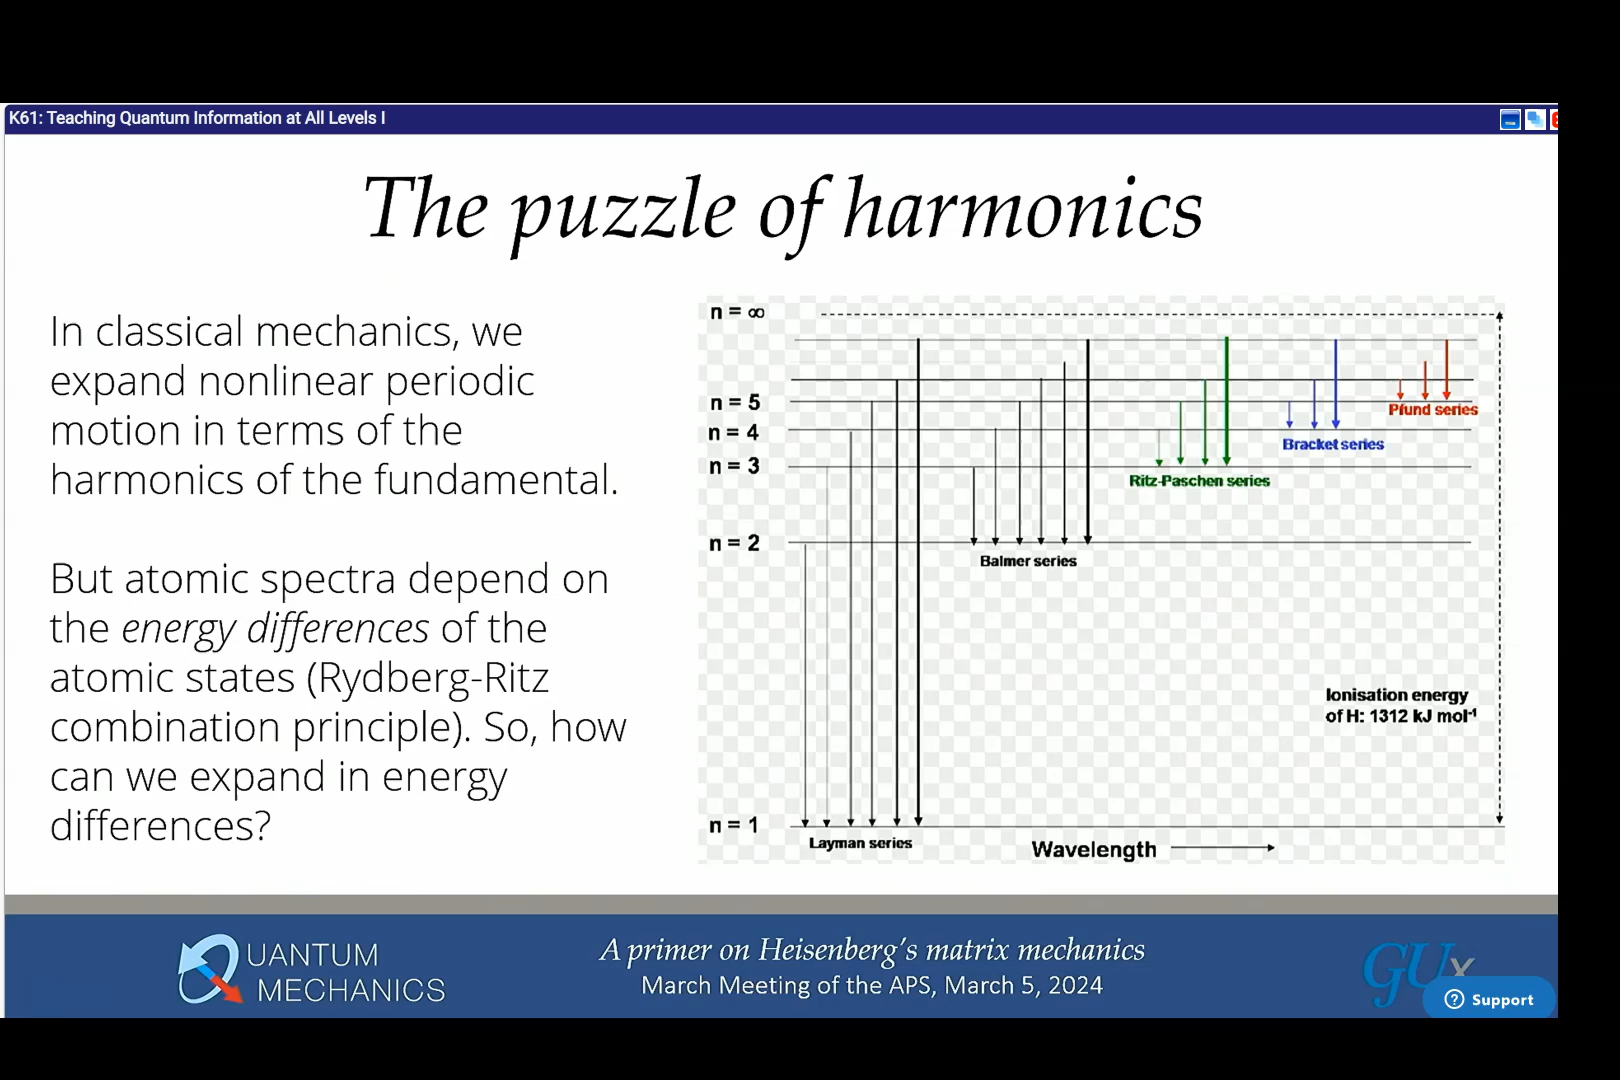 K61: Teaching Quantum Information at All Levels I
The puzzle of harmonics
In classical mechanics, we
expand nonlinear periodic
motion in terms of the
harmonics of the fundamental.
But atomic spectra depend on
the energy differences of the
atomic states (Rydberg-Ritz
combination principle). So, how
can we expand in energy
differences?
n = ∞
n = 5
n = 4
n = 3
n = 2
n = 1
Pfund series
Bracket series
Ritz-Paschen series
Balmer series
Layman series
Ionisation energy
of H: 1312 kJ mol⁻¹
Wavelength
QUANTUM
MECHANICS
A primer on Heisenberg's matrix mechanics
March Meeting of the APS, March 5, 2024
GUx
Support